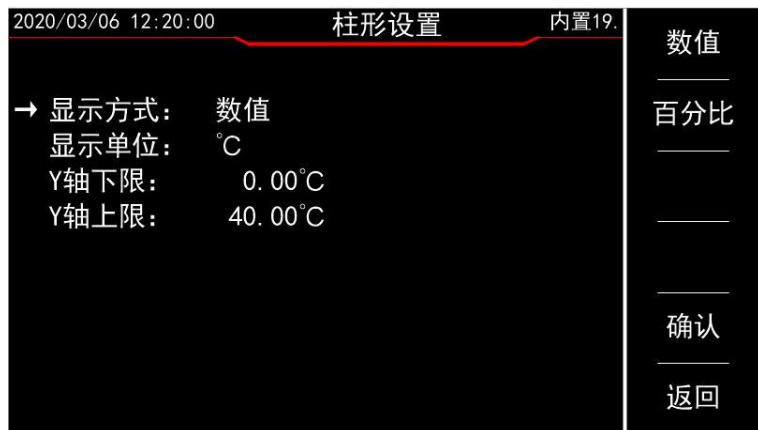 2020/03/06 12:20:00 柱形设置 内置19.
→ 显示方式： 数值
显示单位： ℃
Y轴下限： 0.00℃
Y轴上限： 40.00℃
数值
百分比
确认
返回